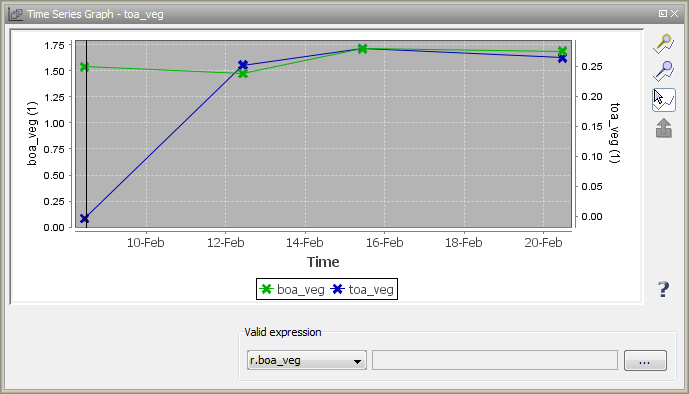 Time Series Graph - toa_veg
1.75
1.50
1.25
1.00
0.75
0.50
0.25
0.00
boa_veg (1)
0.25
0.20
0.15
0.10
0.05
0.00
toa_veg (1)
10-Feb 12-Feb 14-Feb 16-Feb 18-Feb 20-Feb
Time
boa_veg toa_veg
?
Valid expression
r.boa_veg ...